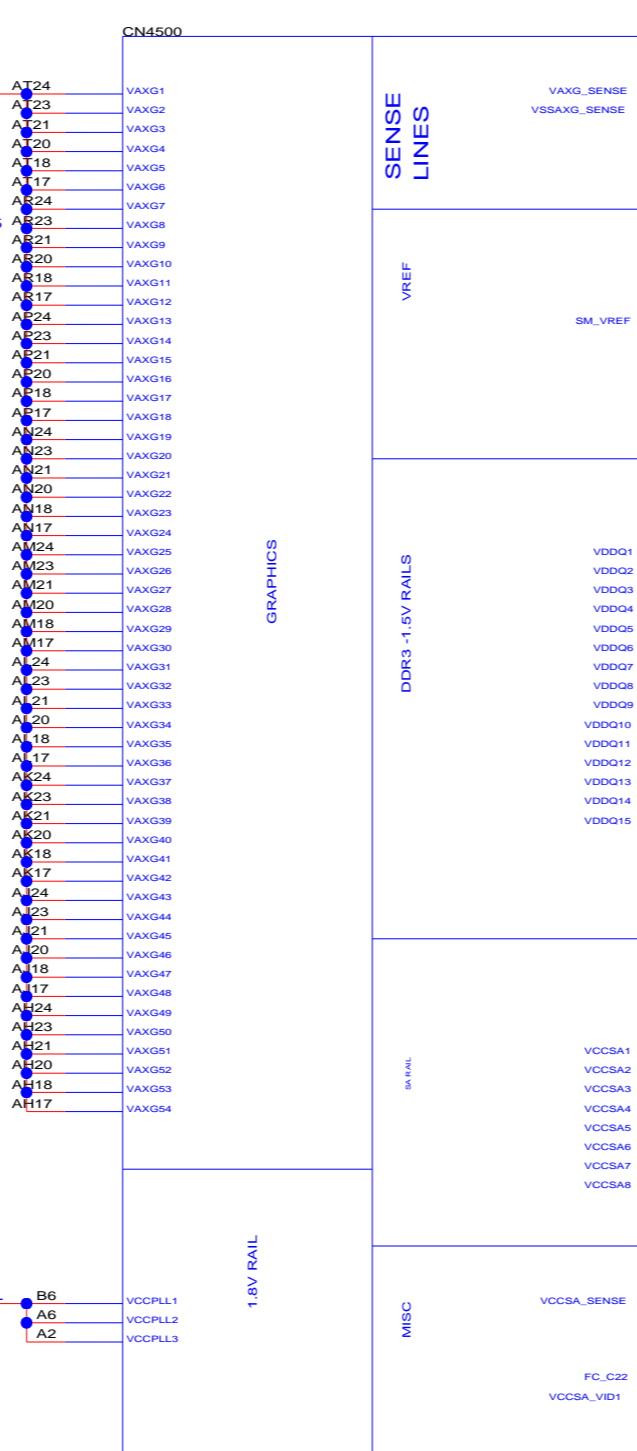 CN4500
AT24 VAXG1
AT23 VAXG2
AT21 VAXG3
AT20 VAXG4
AT18 VAXG5
AT17 VAXG6
AR24 VAXG7
AR23 VAXG8
AR21 VAXG9
AR20 VAXG10
AR18 VAXG11
AR17 VAXG12
AP24 VAXG13
AP23 VAXG14
AP21 VAXG15
AP20 VAXG16
AP18 VAXG17
AP17 VAXG18
AN24 VAXG19
AN23 VAXG20
AN21 VAXG21
AN20 VAXG22
AN18 VAXG23
AN17 VAXG24
AM24 VAXG25
AM23 VAXG26
AM21 VAXG27
AM20 VAXG28
AM18 VAXG29
AM17 VAXG30
AL24 VAXG31
AL23 VAXG32
AL21 VAXG33
AL20 VAXG34
AL18 VAXG35
AL17 VAXG36
AK24 VAXG37
AK23 VAXG38
AK21 VAXG39
AK20 VAXG40
AK18 VAXG41
AK17 VAXG42
AJ24 VAXG43
AJ23 VAXG44
AJ21 VAXG45
AJ20 VAXG46
AJ18 VAXG47
AJ17 VAXG48
AH24 VAXG49
AH23 VAXG50
AH21 VAXG51
AH20 VAXG52
AH18 VAXG53
AH17 VAXG54
GRAPHICS
B6 VCCPLL1
A6 VCCPLL2
A2 VCCPLL3
1.8V RAIL
SENSE
LINES
VAXG_SENSE
VSSAXG_SENSE
VREF
SM_VREF
DDR3 -1.5V RAILS
VDDQ1
VDDQ2
VDDQ3
VDDQ4
VDDQ5
VDDQ6
VDDQ7
VDDQ8
VDDQ9
VDDQ10
VDDQ11
VDDQ12
VDDQ13
VDDQ14
VDDQ15
SA RAIL
VCCSA1
VCCSA2
VCCSA3
VCCSA4
VCCSA5
VCCSA6
VCCSA7
VCCSA8
MISC
VCCSA_SENSE
FC_C22
VCCSA_VID1